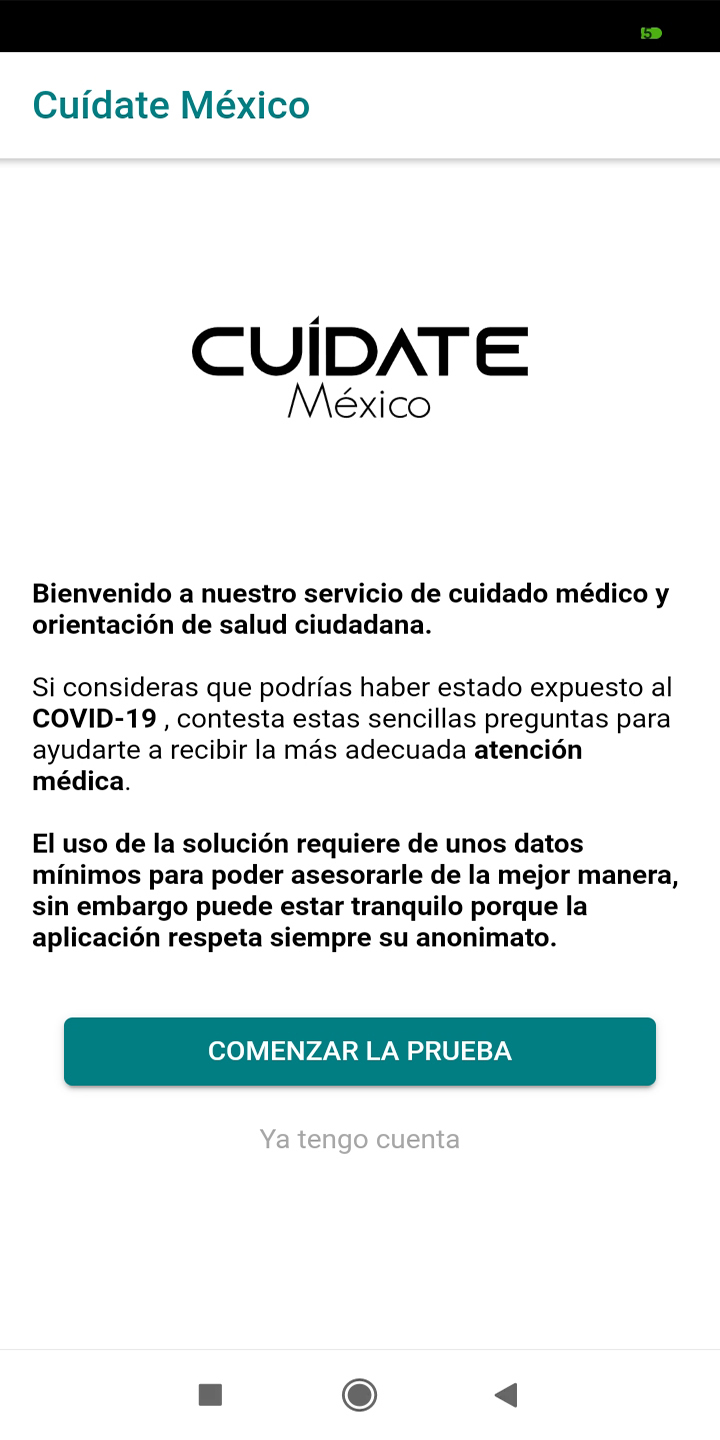 Cuídate México
CUÍDATE
México
Bienvenido a nuestro servicio de cuidado médico y
orientación de salud ciudadana.
Si consideras que podrías haber estado expuesto al
COVID-19 , contesta estas sencillas preguntas para
ayudarte a recibir la más adecuada atención
médica.
El uso de la solución requiere de unos datos
mínimos para poder asesorarle de la mejor manera,
sin embargo puede estar tranquilo porque la
aplicación respeta siempre su anonimato.
COMENZAR LA PRUEBA
Ya tengo cuenta